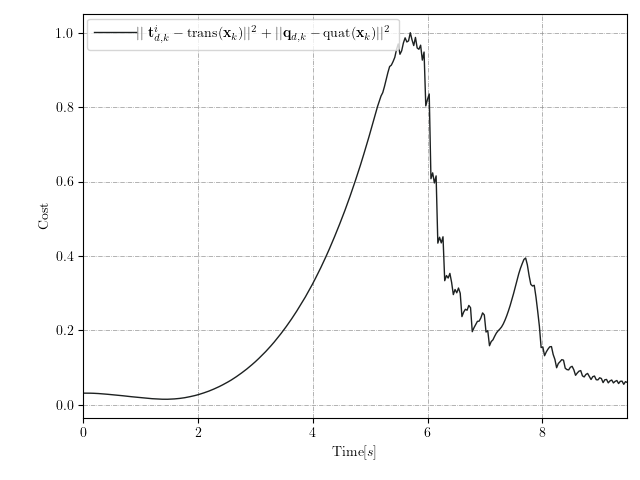 || t^i_{d,k} − trans(x_k)||^2 + ||q_{d,k} − quat(x_k)||^2
1.0
0.8
0.6
0.4
0.2
0.0
Cost
0 2 4 6 8
Time[s]